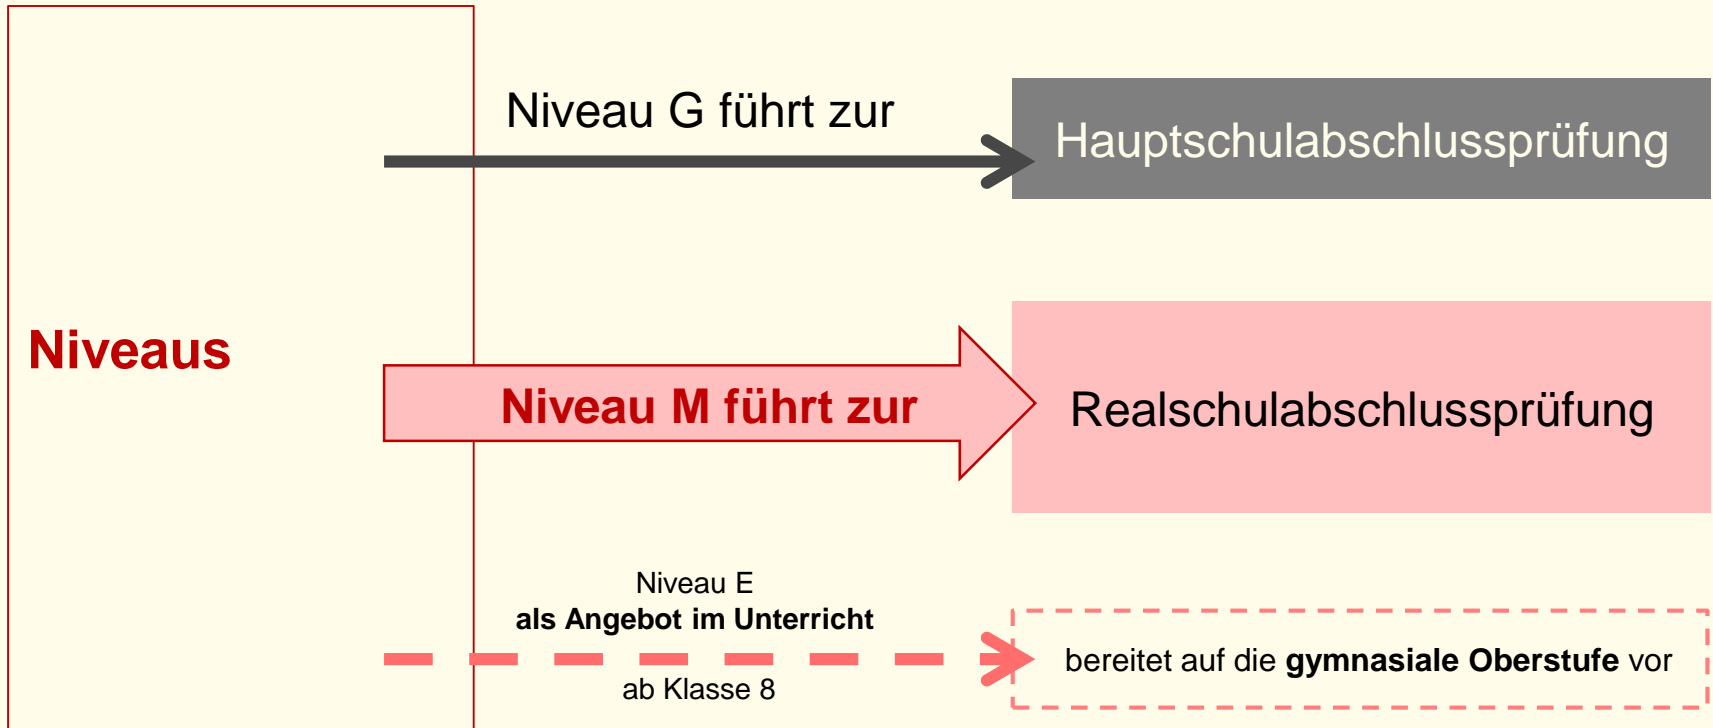 Niveaus
Niveau G führt zur
Hauptschulabschlussprüfung
Niveau M führt zur
Realschulabschlussprüfung
Niveau E
als Angebot im Unterricht
ab Klasse 8
bereitet auf die gymnasiale Oberstufe vor